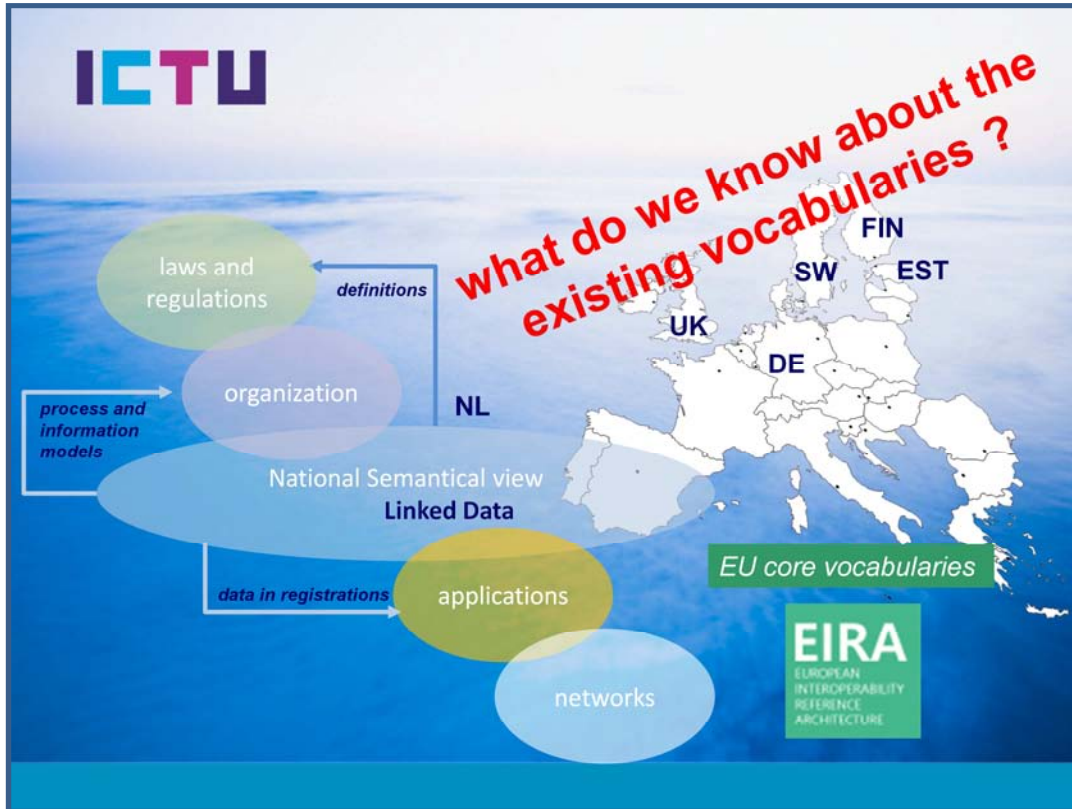 ICTU
what do we know about the
existing vocabularies ?
laws and
regulations
definitions
FIN
SW
EST
UK
DE
organization
NL
process and
information
models
National Semantical view
Linked Data
EU core vocabularies
data in registrations
applications
EIRA
EUROPEAN
INTEROPERABILITY
REFERENCE
ARCHITECTURE
networks